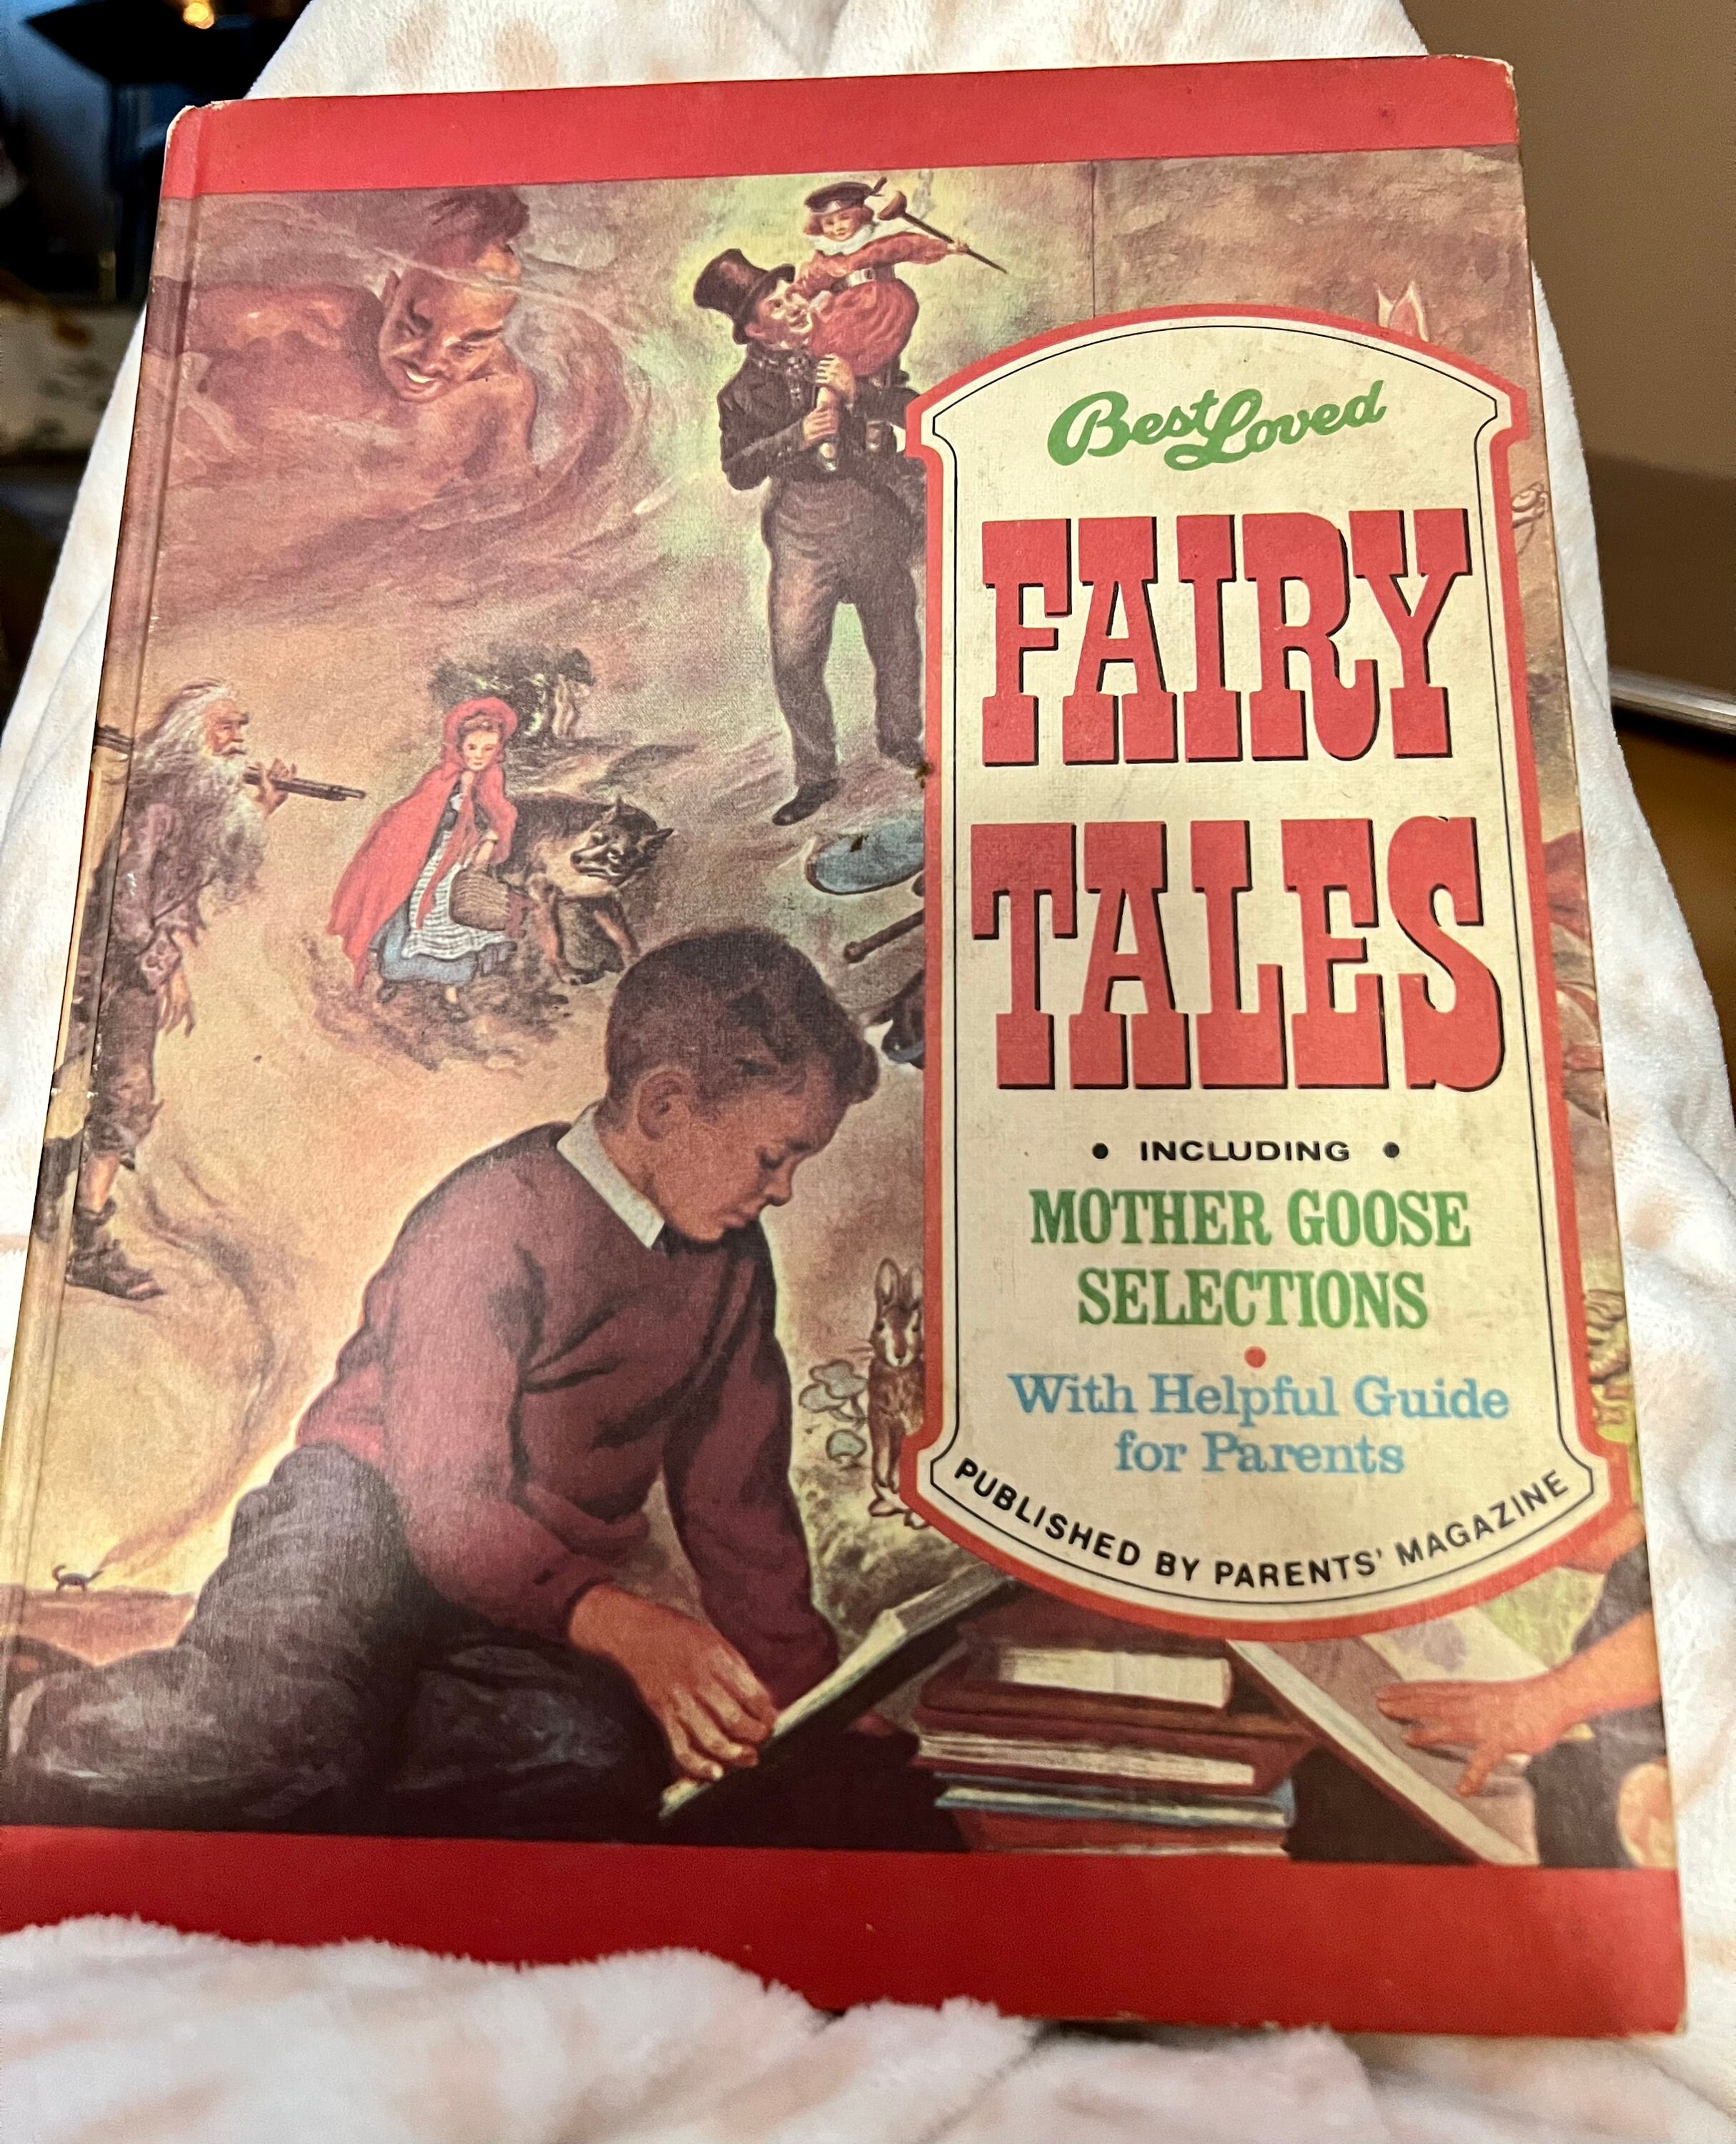 Best Loved
FAIRY
TALES
• INCLUDING •
MOTHER GOOSE
SELECTIONS
•
With Helpful Guide
for Parents
PUBLISHED BY PARENTS' MAGAZINE